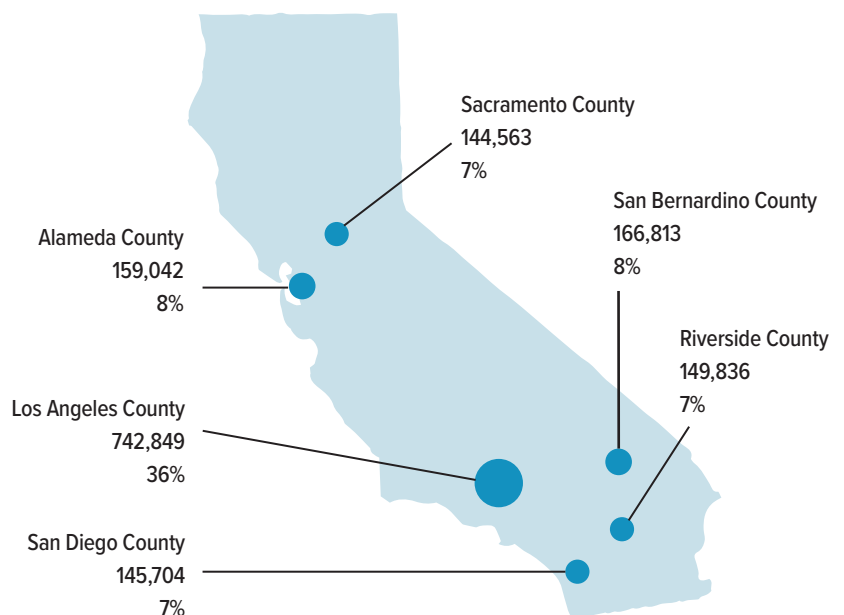 Sacramento County
144,563
7%
San Bernardino County
166,813
8%
Alameda County
159,042
8%
Riverside County
149,836
7%
Los Angeles County
742,849
36%
San Diego County
145,704
7%